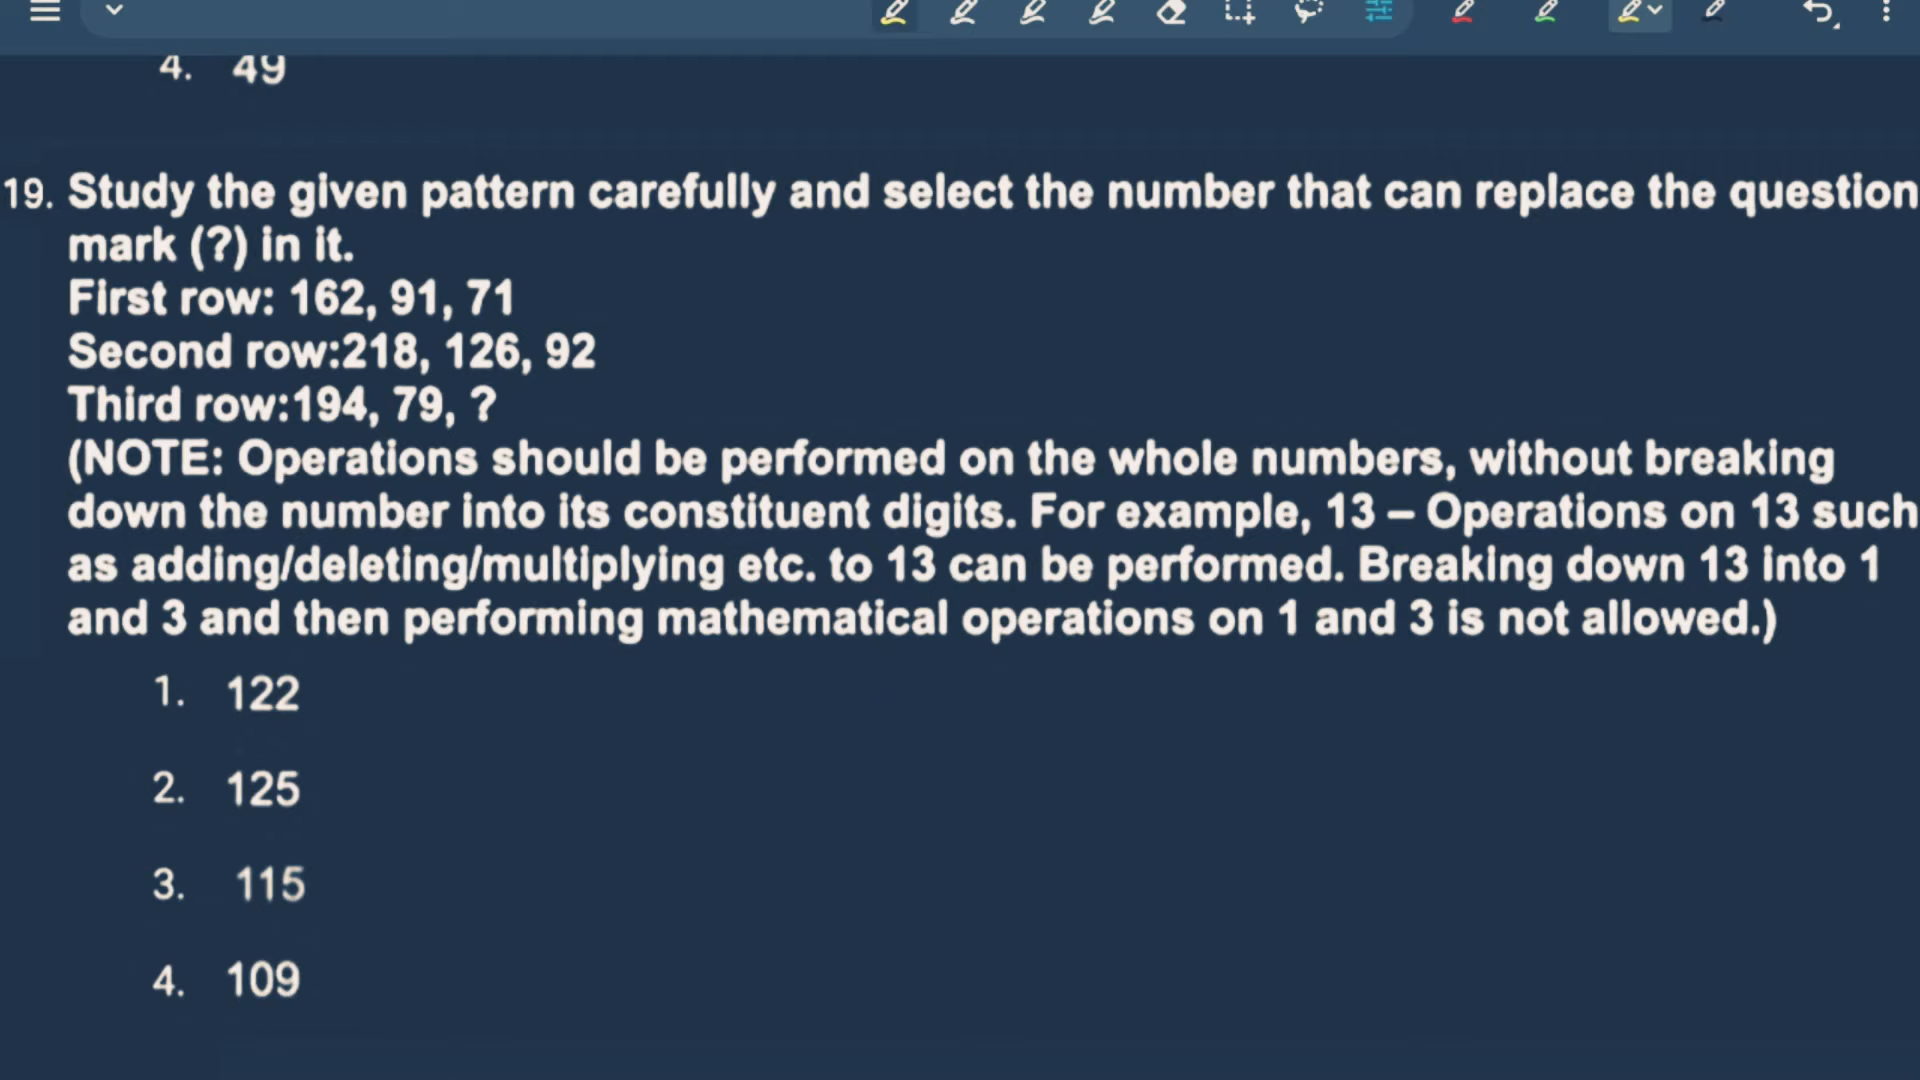 4. 49
19. Study the given pattern carefully and select the number that can replace the question
mark (?) in it.
First row: 162, 91, 71
Second row:218, 126, 92
Third row:194, 79, ?
(NOTE: Operations should be performed on the whole numbers, without breaking
down the number into its constituent digits. For example, 13 – Operations on 13 such
as adding/deleting/multiplying etc. to 13 can be performed. Breaking down 13 into 1
and 3 and then performing mathematical operations on 1 and 3 is not allowed.)
1. 122
2. 125
3. 115
4. 109